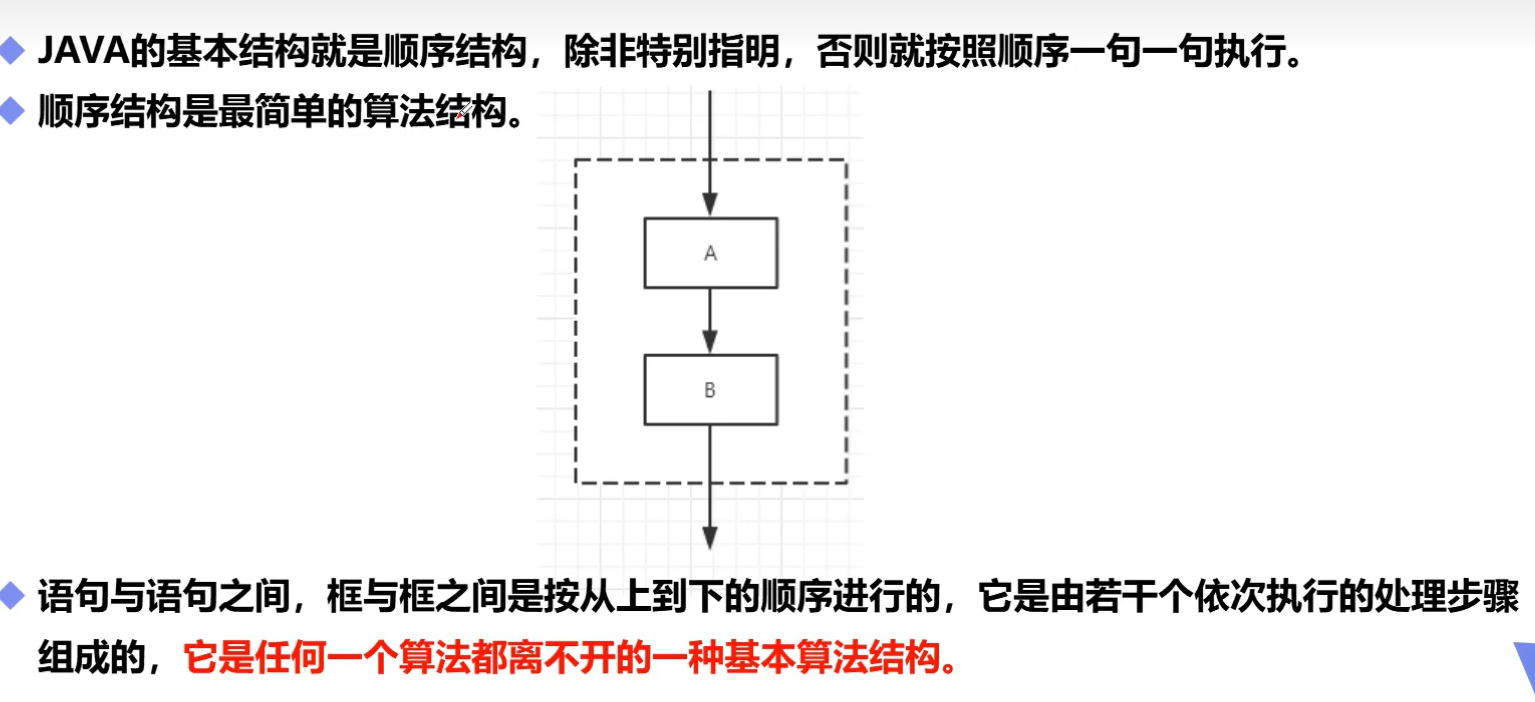 JAVA的基本结构就是顺序结构，除非特别指明，否则就按照顺序一句一句执行。
顺序结构是最简单的算法结构。
A
B
语句与语句之间，框与框之间是按从上到下的顺序进行的，它是由若干个依次执行的处理步骤
组成的，它是任何一个算法都离不开的一种基本算法结构。